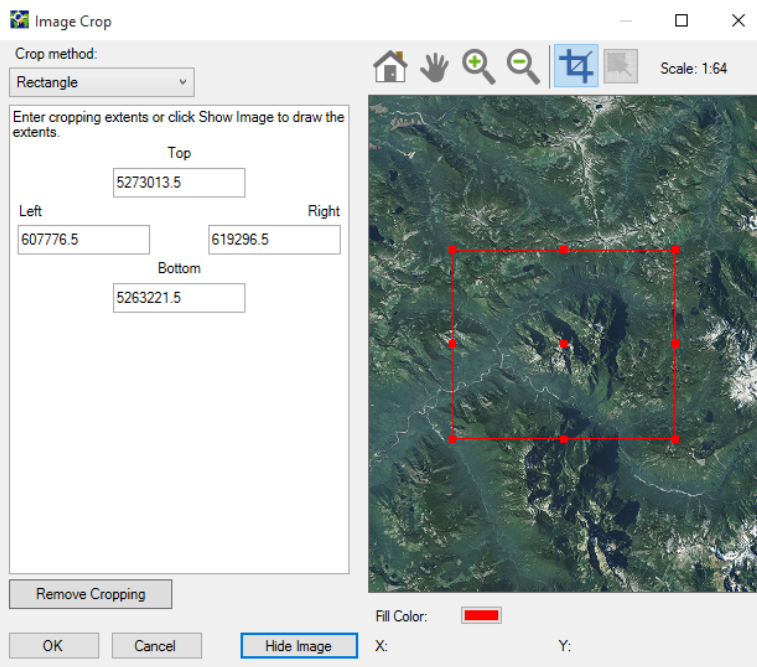 Image Crop
Crop method:
Rectangle
Scale: 1:64
Enter cropping extents or click Show Image to draw the
extents.
Top
5273013.5
Left Right
607776.5 619296.5
Bottom
5263221.5
Remove Cropping
Fill Color:
OK Cancel Hide Image X: Y: